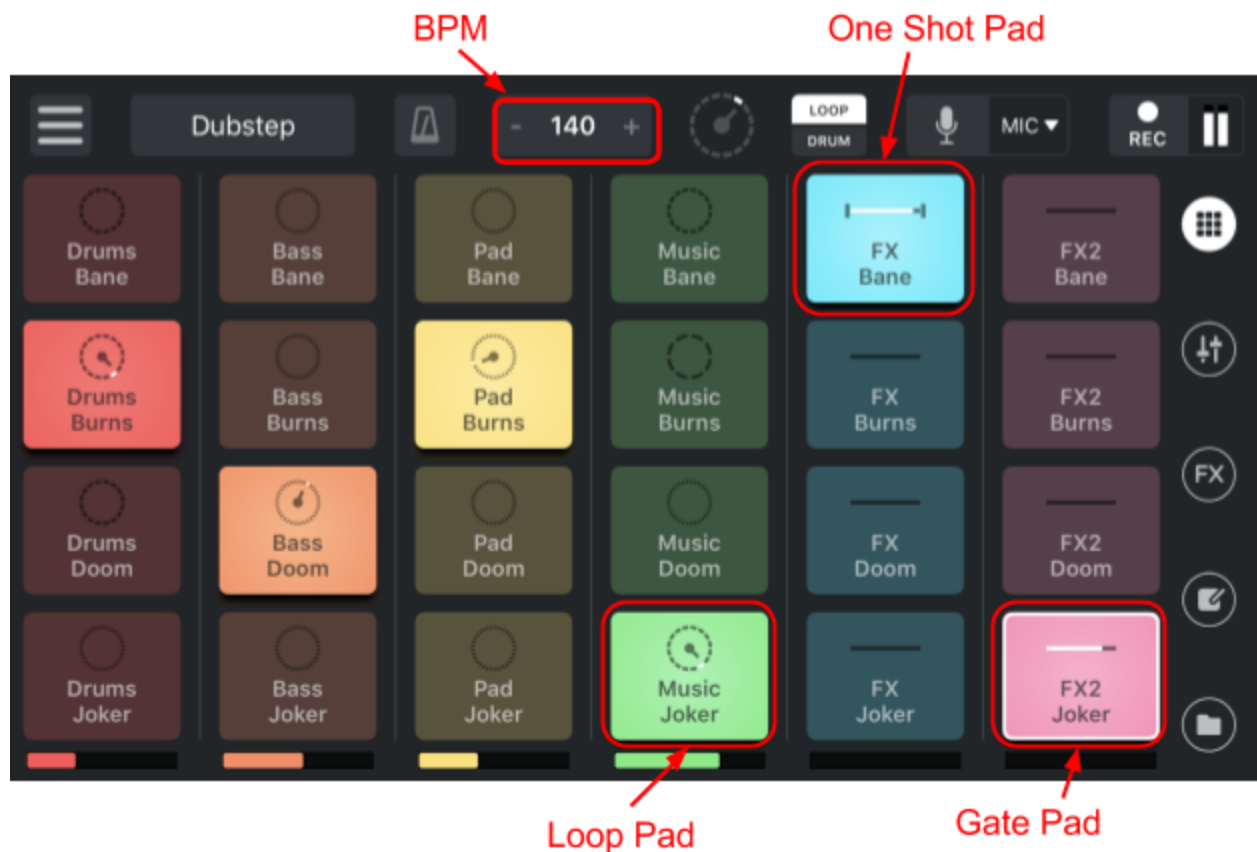 BPM
One Shot Pad
Dubstep
- 140 +
LOOP
DRUM
MIC
REC
Drums
Bane
Bass
Bane
Pad
Bane
Music
Bane
FX
Bane
FX2
Bane
Drums
Burns
Bass
Burns
Pad
Burns
Music
Burns
FX
Burns
FX2
Burns
FX
Drums
Doom
Bass
Doom
Pad
Doom
Music
Doom
FX
Doom
FX2
Doom
Drums
Joker
Bass
Joker
Pad
Joker
Music
Joker
FX
Joker
FX2
Joker
Loop Pad
Gate Pad